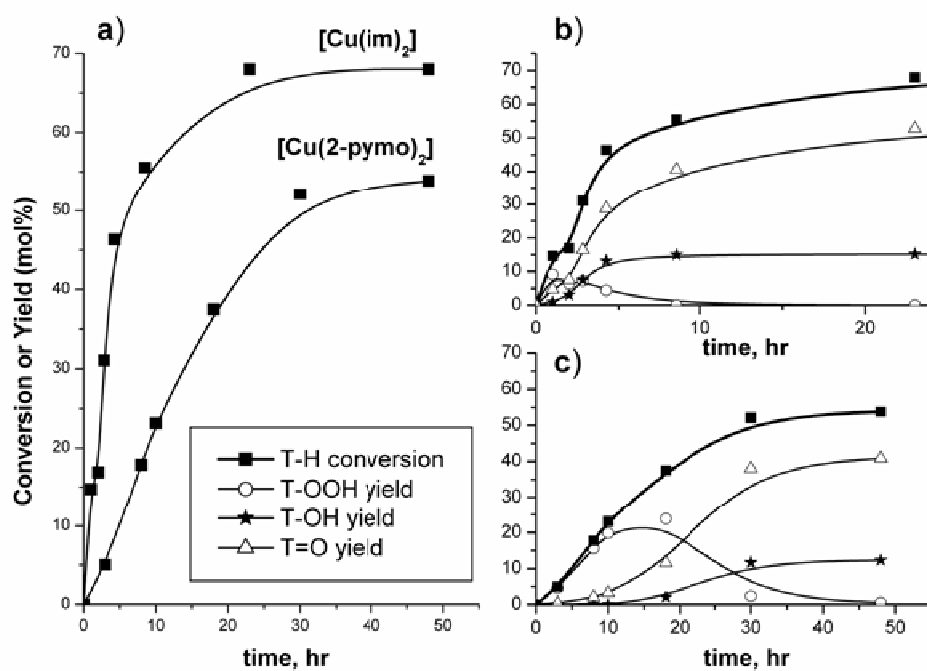 a)
[Cu(im)2]
[Cu(2-pymo)2]
Conversion or Yield (mol%)
70
60
50
40
30
20
10
0
T-H conversion
T-OOH yield
T-OH yield
T=O yield
0 10 20 30 40 50
time, hr
b)
70
60
50
40
30
20
10
0
0 10 20
time, hr
c)
70
60
50
40
30
20
10
0
0 10 20 30 40 50
time, hr